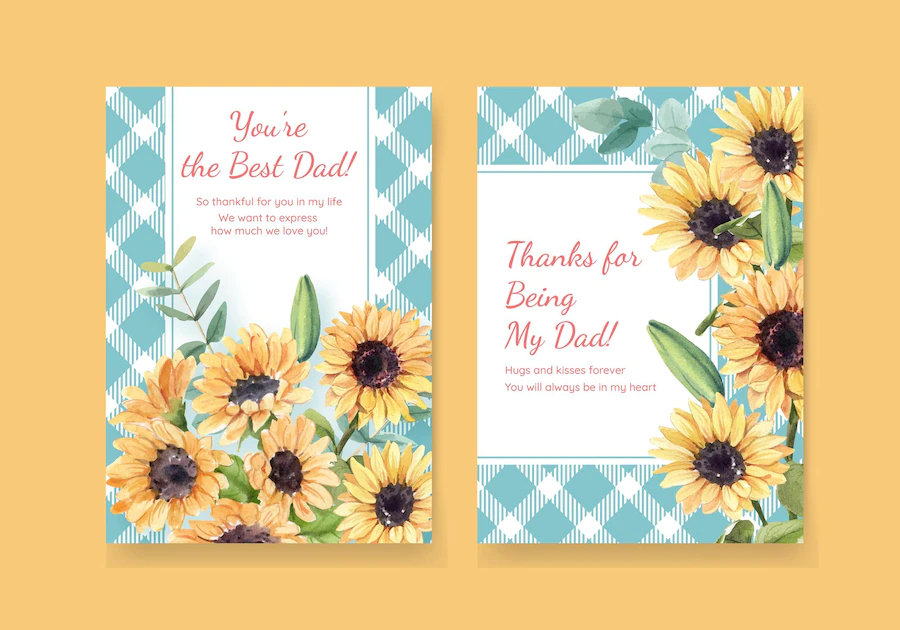 You're
the Best Dad!
So thankful for you in my life
We want to express
how much we love you!
Thanks for
Being
My Dad!
Hugs and kisses forever
You will always be in my heart